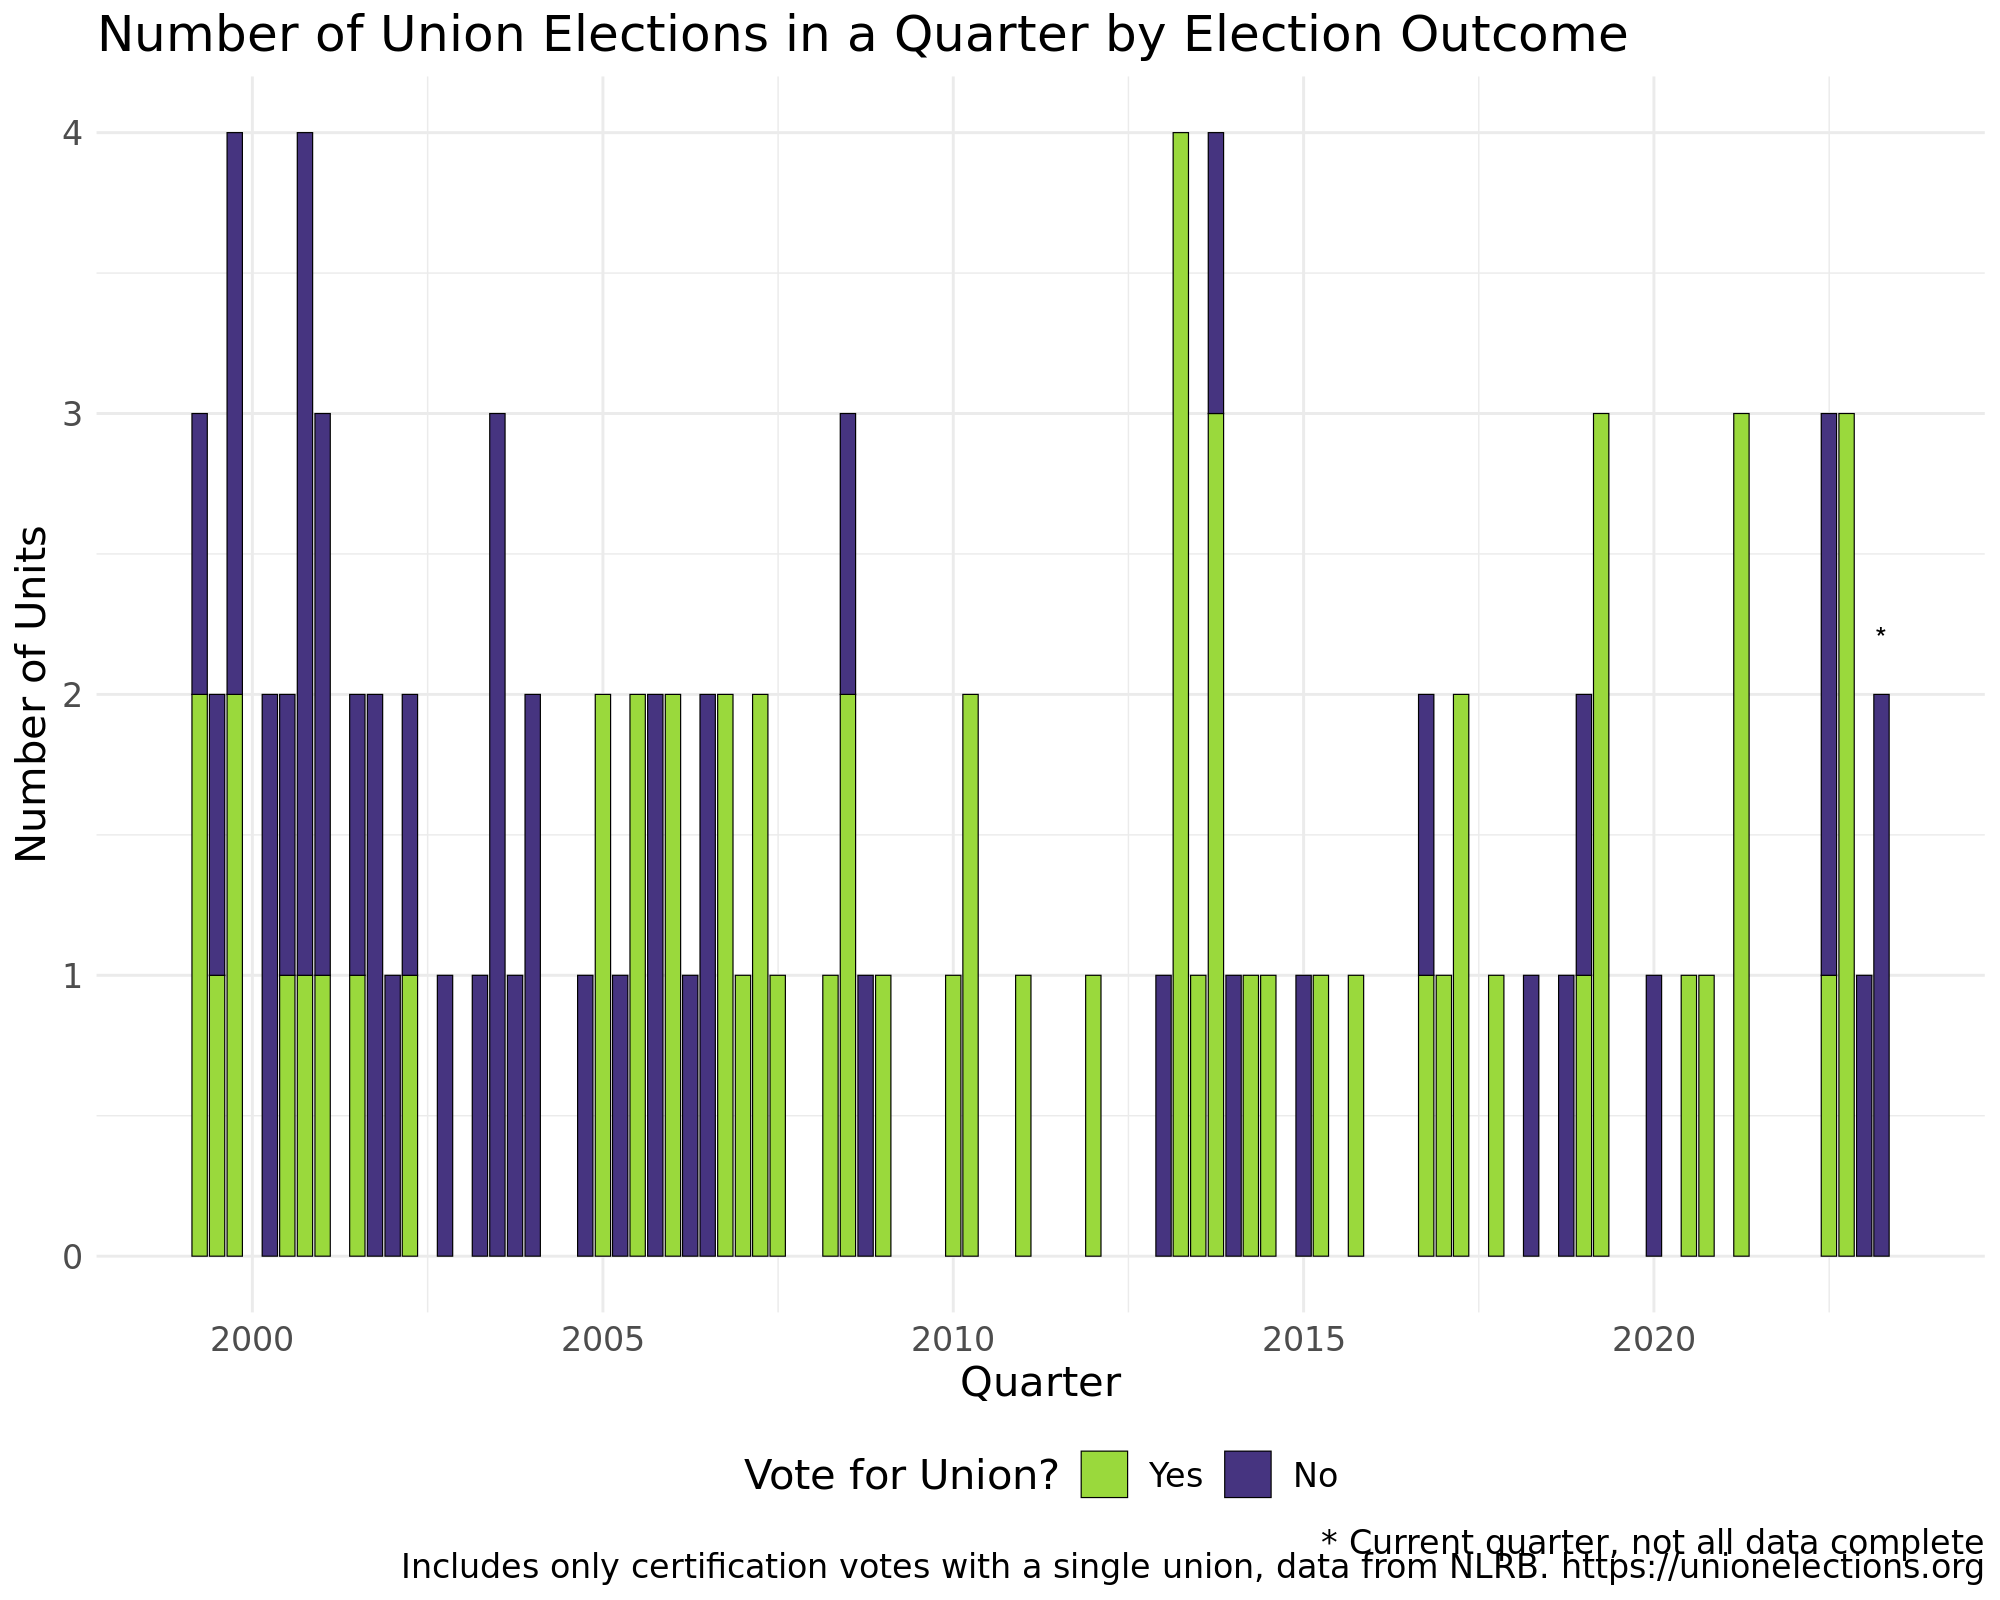 Number of Union Elections in a Quarter by Election Outcome
Number of Units
4
3
2
1
0
*
2000 2005 2010 2015 2020
Quarter
Vote for Union? Yes No
* Current quarter, not all data complete
Includes only certification votes with a single union, data from NLRB. https://unionelections.org